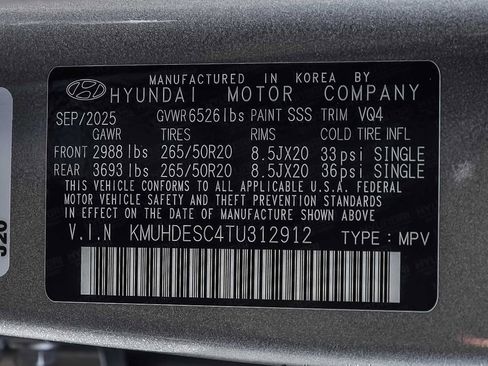 MANUFACTURED IN KOREA BY
HYUNDAI MOTOR COMPANY
SEP/2025 GVWR 6526lbs PAINT SSS TRIM VQ4
GAWR TIRES RIMS COLD TIRE INFL
FRONT 2988 lbs 265/50R20 8.5JX20 33psi SINGLE
REAR 3693 lbs 265/50R20 8.5JX20 36psi SINGLE
THIS VEHICLE CONFORMS TO ALL APPLICABLE U.S.A. FEDERAL
MOTOR VEHICLE SAFETY AND THEFT PREVENTION STANDARDS
IN EFFECT ON THE DATE OF MANUFACTURE SHOWN ABOVE
V.I.N KMUHDESC4TU312912 TYPE : MPV